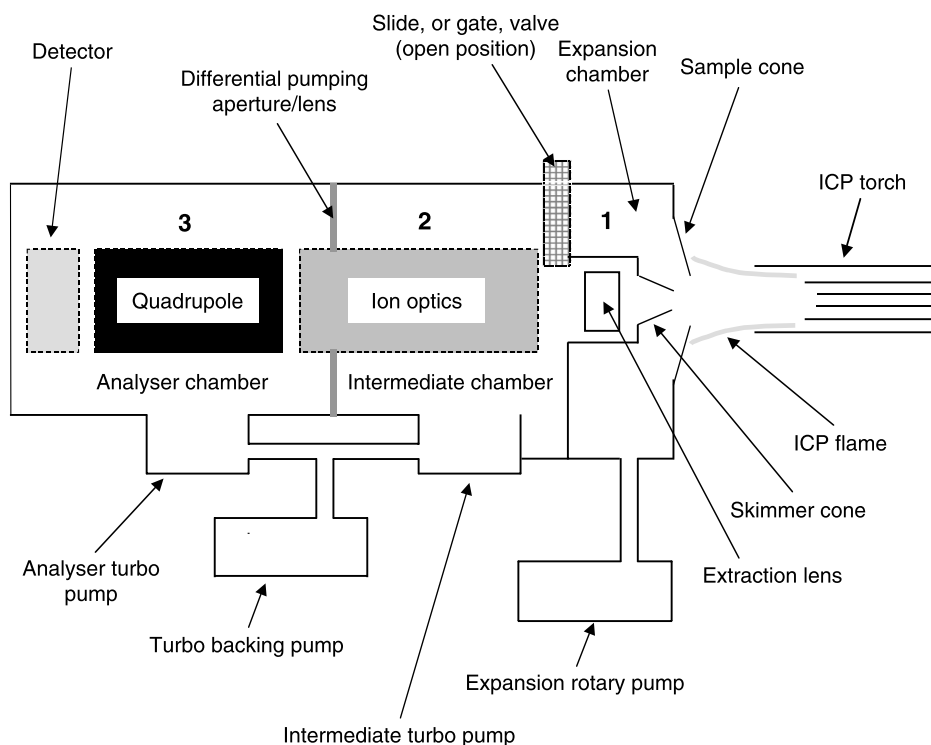 Slide, or gate, valve
(open position)
Detector
Expansion
chamber
Sample cone
Differential pumping
aperture/lens
ICP torch
3
2
1
Quadrupole
Ion optics
Analyser chamber
Intermediate chamber
ICP flame
Skimmer cone
Analyser turbo
pump
Extraction lens
Turbo backing pump
Expansion rotary pump
Intermediate turbo pump